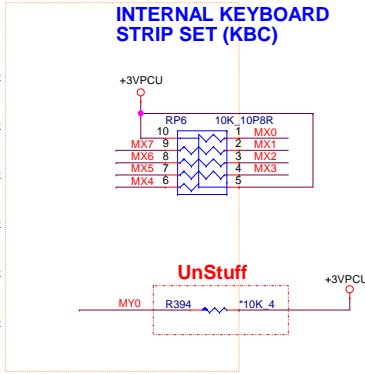 INTERNAL KEYBOARD
STRIP SET (KBC)
+3VPCU
RP6 10K_10P8R
10 1 MX0
MX7 9 2 MX1
MX6 8 3 MX2
MX5 7 4 MX3
MX4 6 5
UnStuff
+3VPCU
MY0 R394 *10K_4